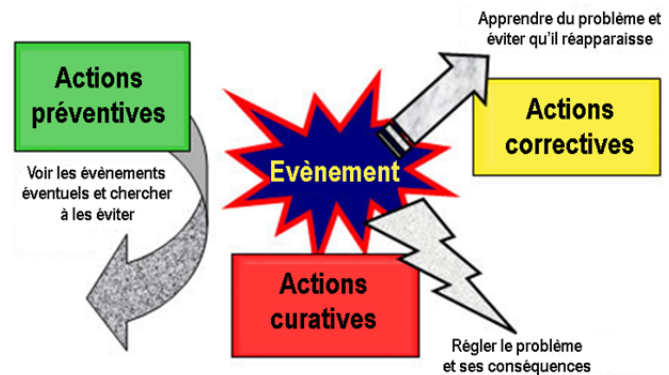 Apprendre du problème et
éviter qu'il réapparaisse
Actions
préventives
Actions
correctives
Evènement
Voir les évènements
éventuels et chercher
à les éviter
Actions
curatives
Régler le problème
et ses conséquences